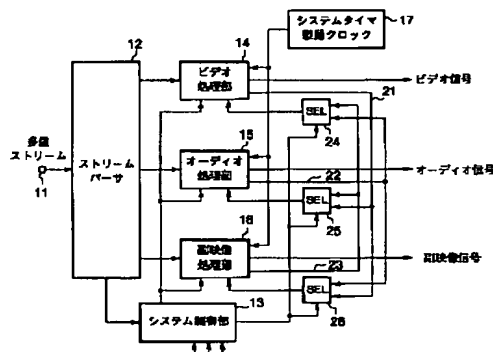 システムタイマ
基準クロック
17
12
14
ビデオ
処理部
ビデオ信号
21
SEL
24
多重
ストリーム
11
ストリーム
パーサ
15
オーディオ
処理部
オーディオ信号
22
SEL
25
16
副映像
処理部
副映像信号
23
SEL
26
13
システム制御部